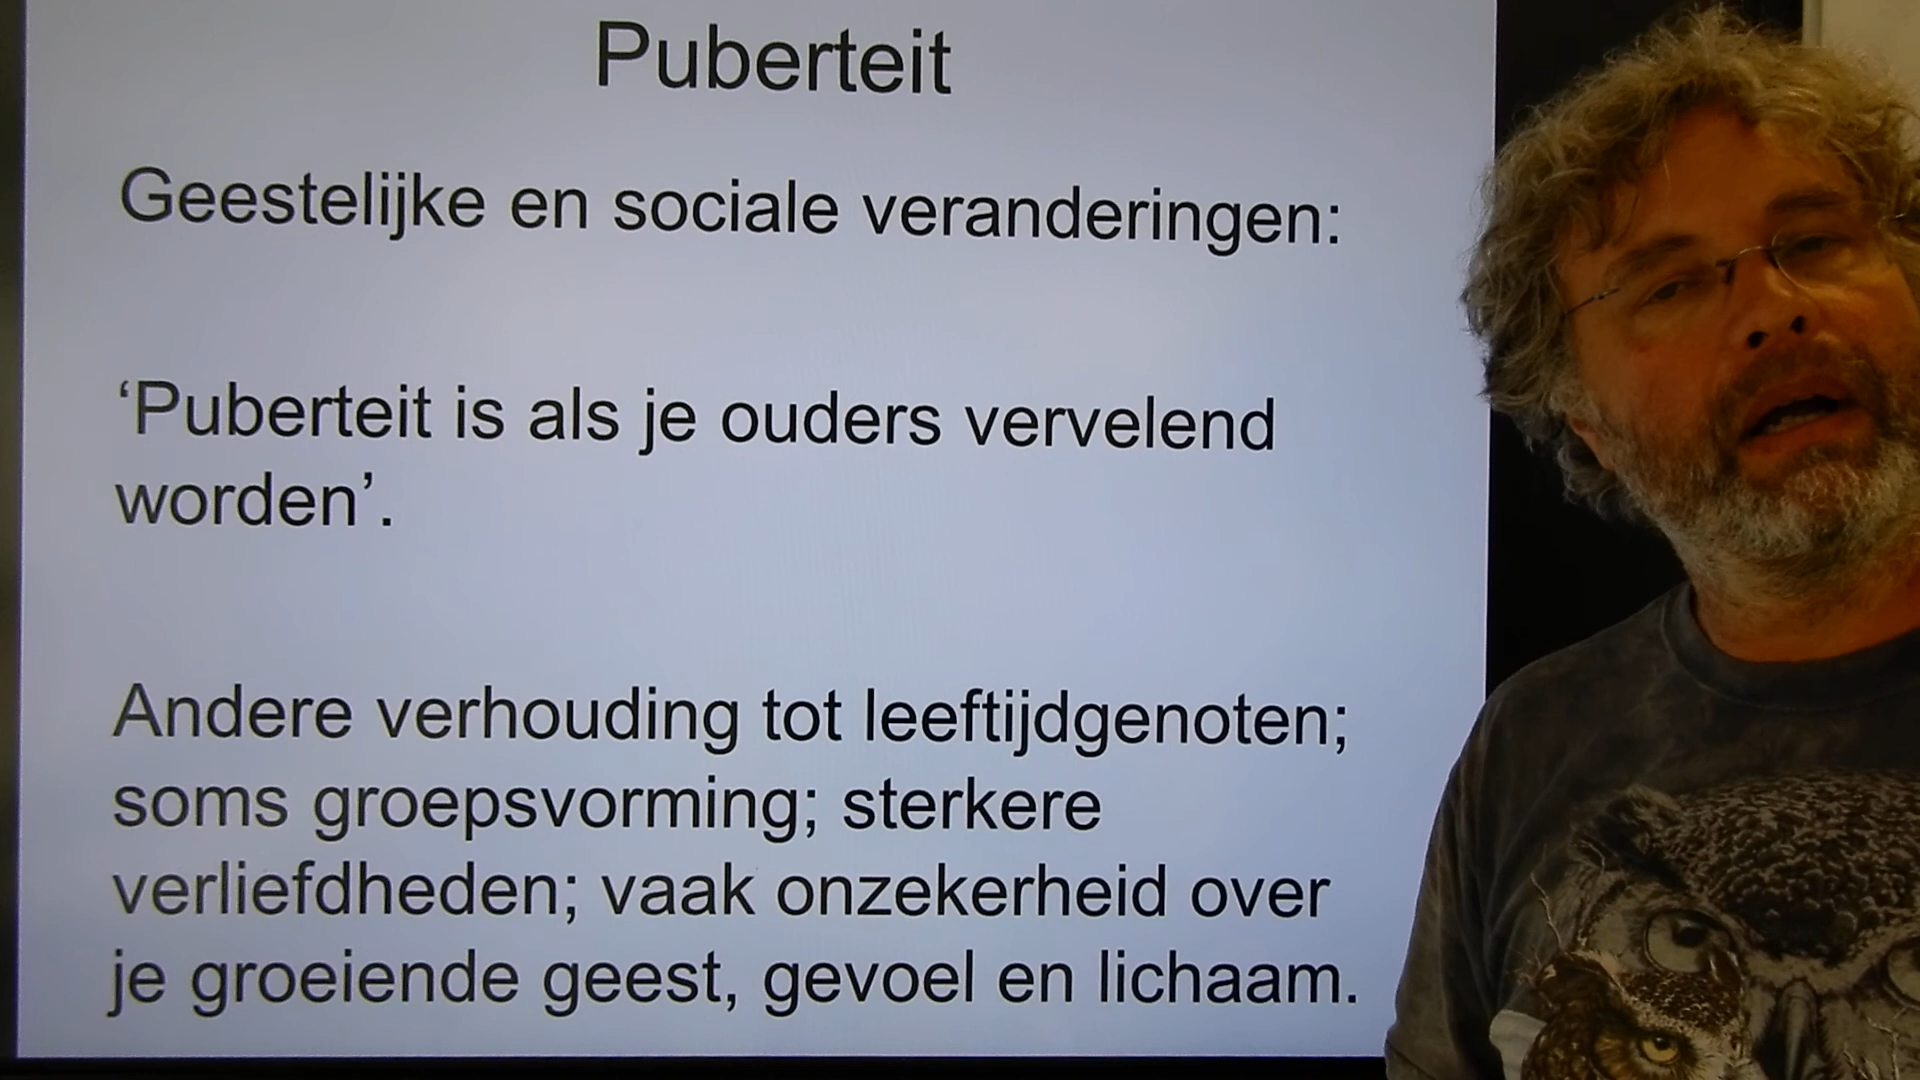 Puberteit
Geestelijke en sociale veranderingen:
‘Puberteit is als je ouders vervelend
worden’.
Andere verhouding tot leeftijdgenoten;
soms groepsvorming; sterkere
verliefdheden; vaak onzekerheid over
je groeiende geest, gevoel en lichaam.